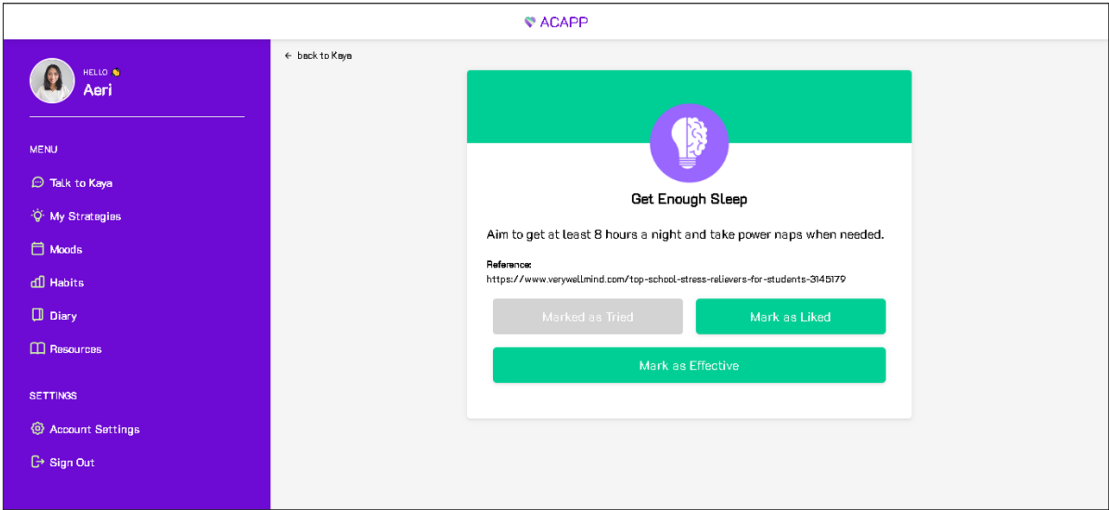 ACAPP
HELLO 👋
Aeri
MENU
Talk to Kaya
My Strategies
Moods
Habits
Diary
Resources
SETTINGS
Account Settings
Sign Out
← back to Kaya
Get Enough Sleep
Aim to get at least 8 hours a night and take power naps when needed.
Reference:
https://www.verywellmind.com/top-school-stress-relievers-for-students-3145179
Marked as Tried
Mark as Liked
Mark as Effective